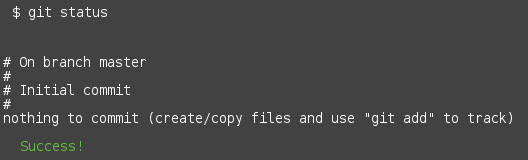 $ git status
# On branch master
#
# Initial commit
#
nothing to commit (create/copy files and use "git add" to track)
Success!